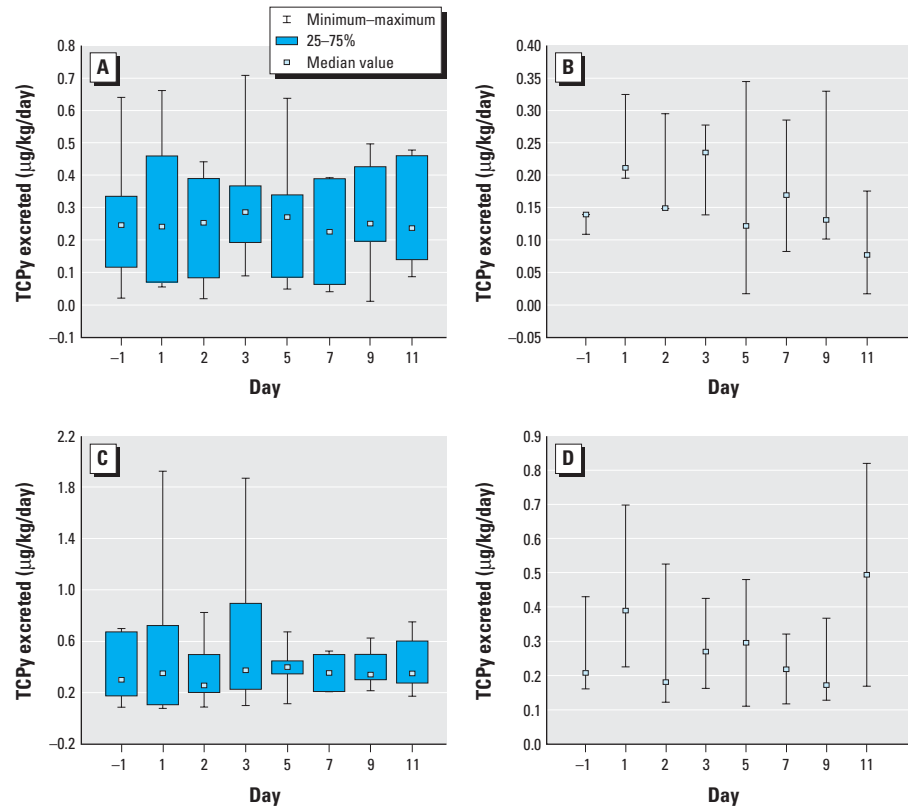 Minimum–maximum
25–75%
Median value
A
TCPy excreted (µg/kg/day)
0.8
0.7
0.6
0.5
0.4
0.3
0.2
0.1
0.0
–0.1
–1 1 2 3 5 7 9 11
Day
B
TCPy excreted (µg/kg/day)
0.40
0.35
0.30
0.25
0.20
0.15
0.10
0.05
0.00
–0.05
–1 1 2 3 5 7 9 11
Day
C
TCPy excreted (µg/kg/day)
2.2
1.8
1.4
1.0
0.6
0.2
–0.2
–1 1 2 3 5 7 9 11
Day
D
TCPy excreted (µg/kg/day)
0.9
0.8
0.7
0.6
0.5
0.4
0.3
0.2
0.1
0.0
–1 1 2 3 5 7 9 11
Day